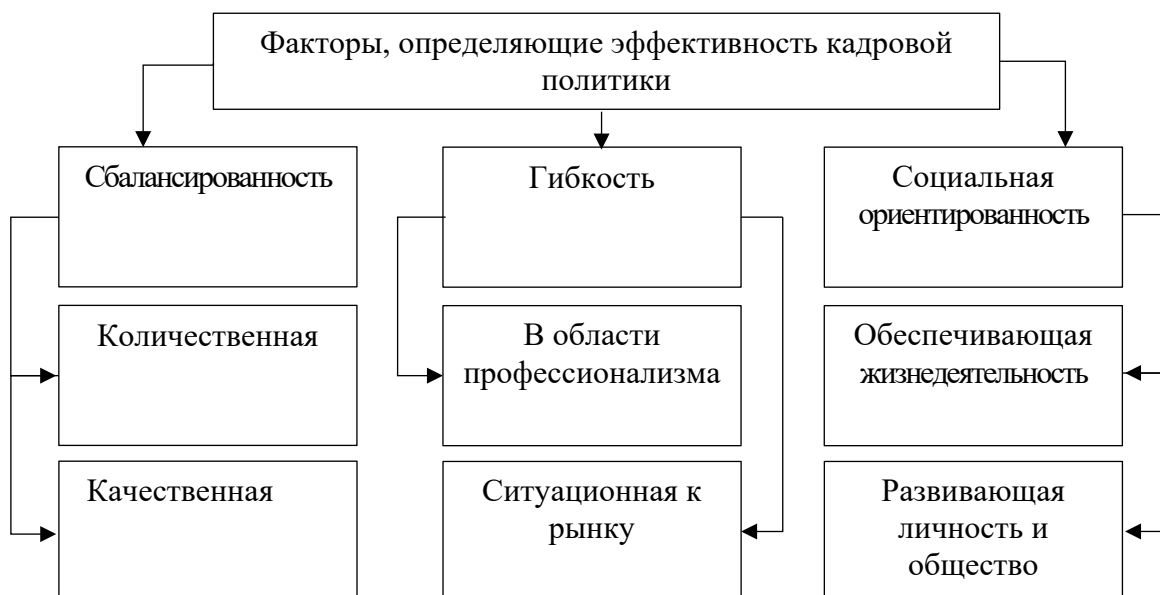 Факторы, определяющие эффективность кадровой
политики
Сбалансированность
Гибкость
Социальная
ориентированность
Количественная
В области
профессионализма
Обеспечивающая
жизнедеятельность
Качественная
Ситуационная к
рынку
Развивающая
личность и
общество